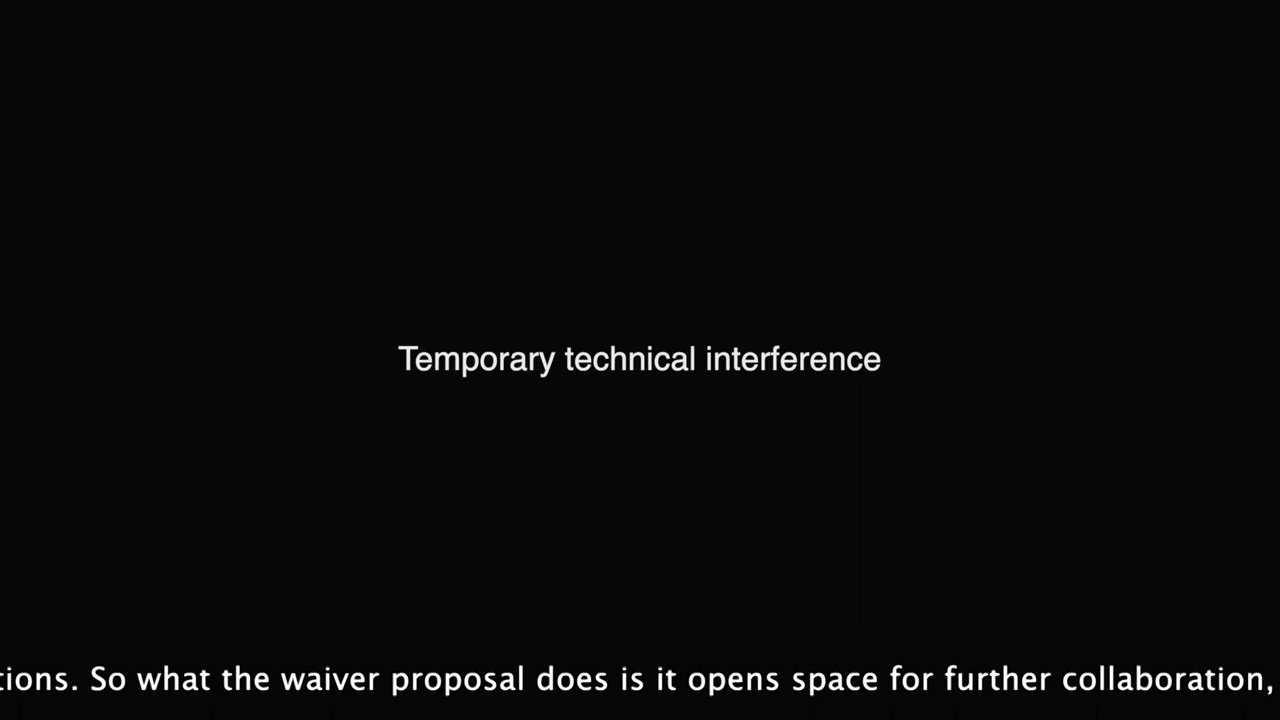 Temporary technical interference
tions. So what the waiver proposal does is it opens space for further collaboration,